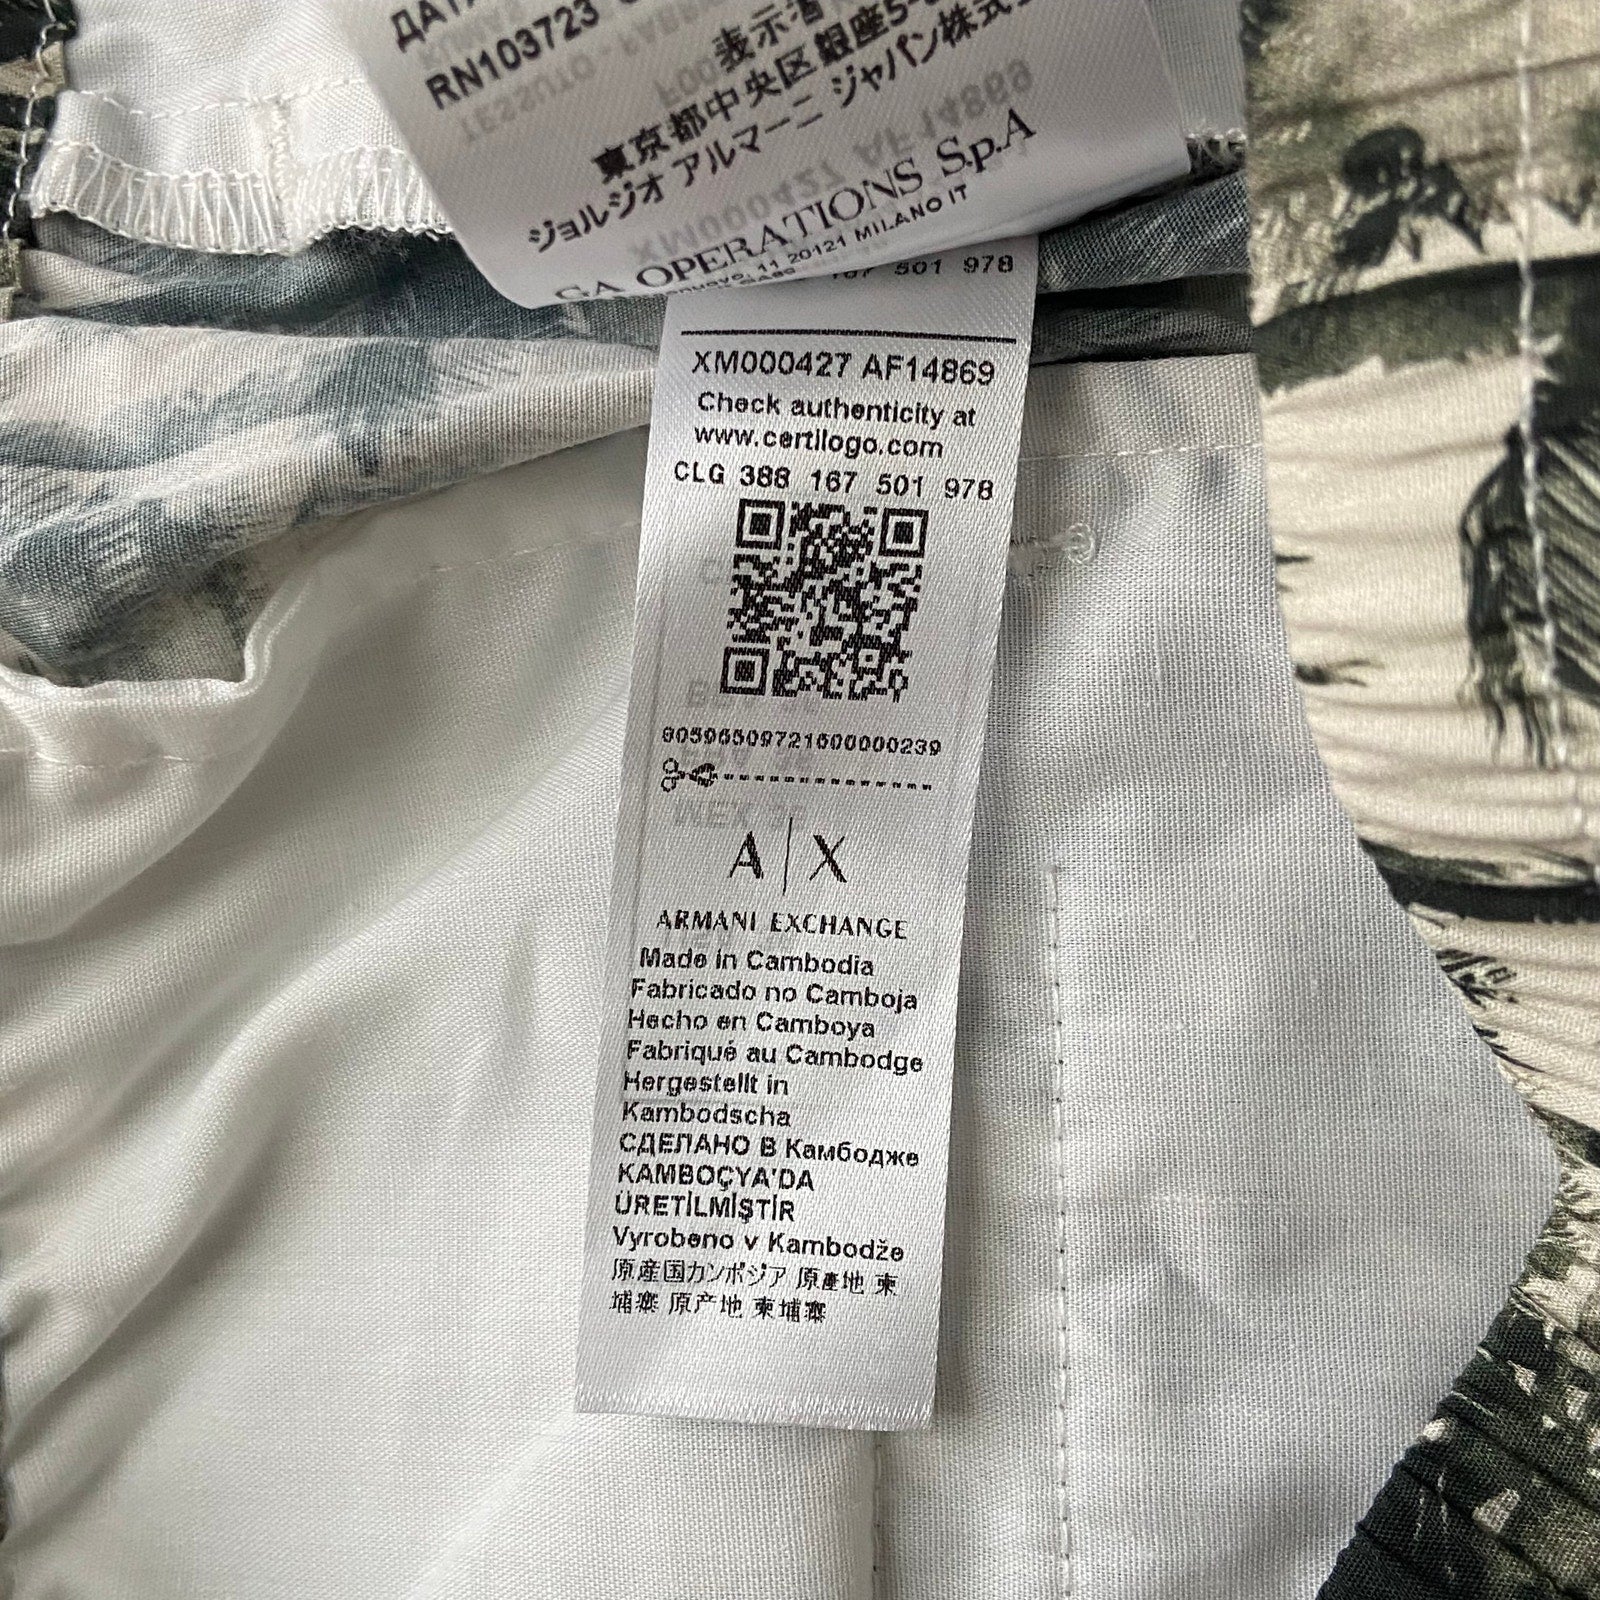 RN103723
表示者
東京都中央区銀座5-
ジョルジオ アルマーニ ジャパン株式
GA OPERATIONS S.p.A
11 20121 MILANO IT
167 501 978
XM000427 AF14869
Check authenticity at
www.certilogo.com
CLG 388 167 501 978
8059650972160000239
A|X
ARMANI EXCHANGE
Made in Cambodia
Fabricado no Camboja
Hecho en Camboya
Fabriqué au Cambodge
Hergestellt in
Kambodscha
СДЕЛАНО В Камбодже
KAMBOÇYA'DA
ÜRETİLMİŞTİR
Vyrobeno v Kambodže
原産国カンボジア 原產地 柬
埔寨 原产地 柬埔寨